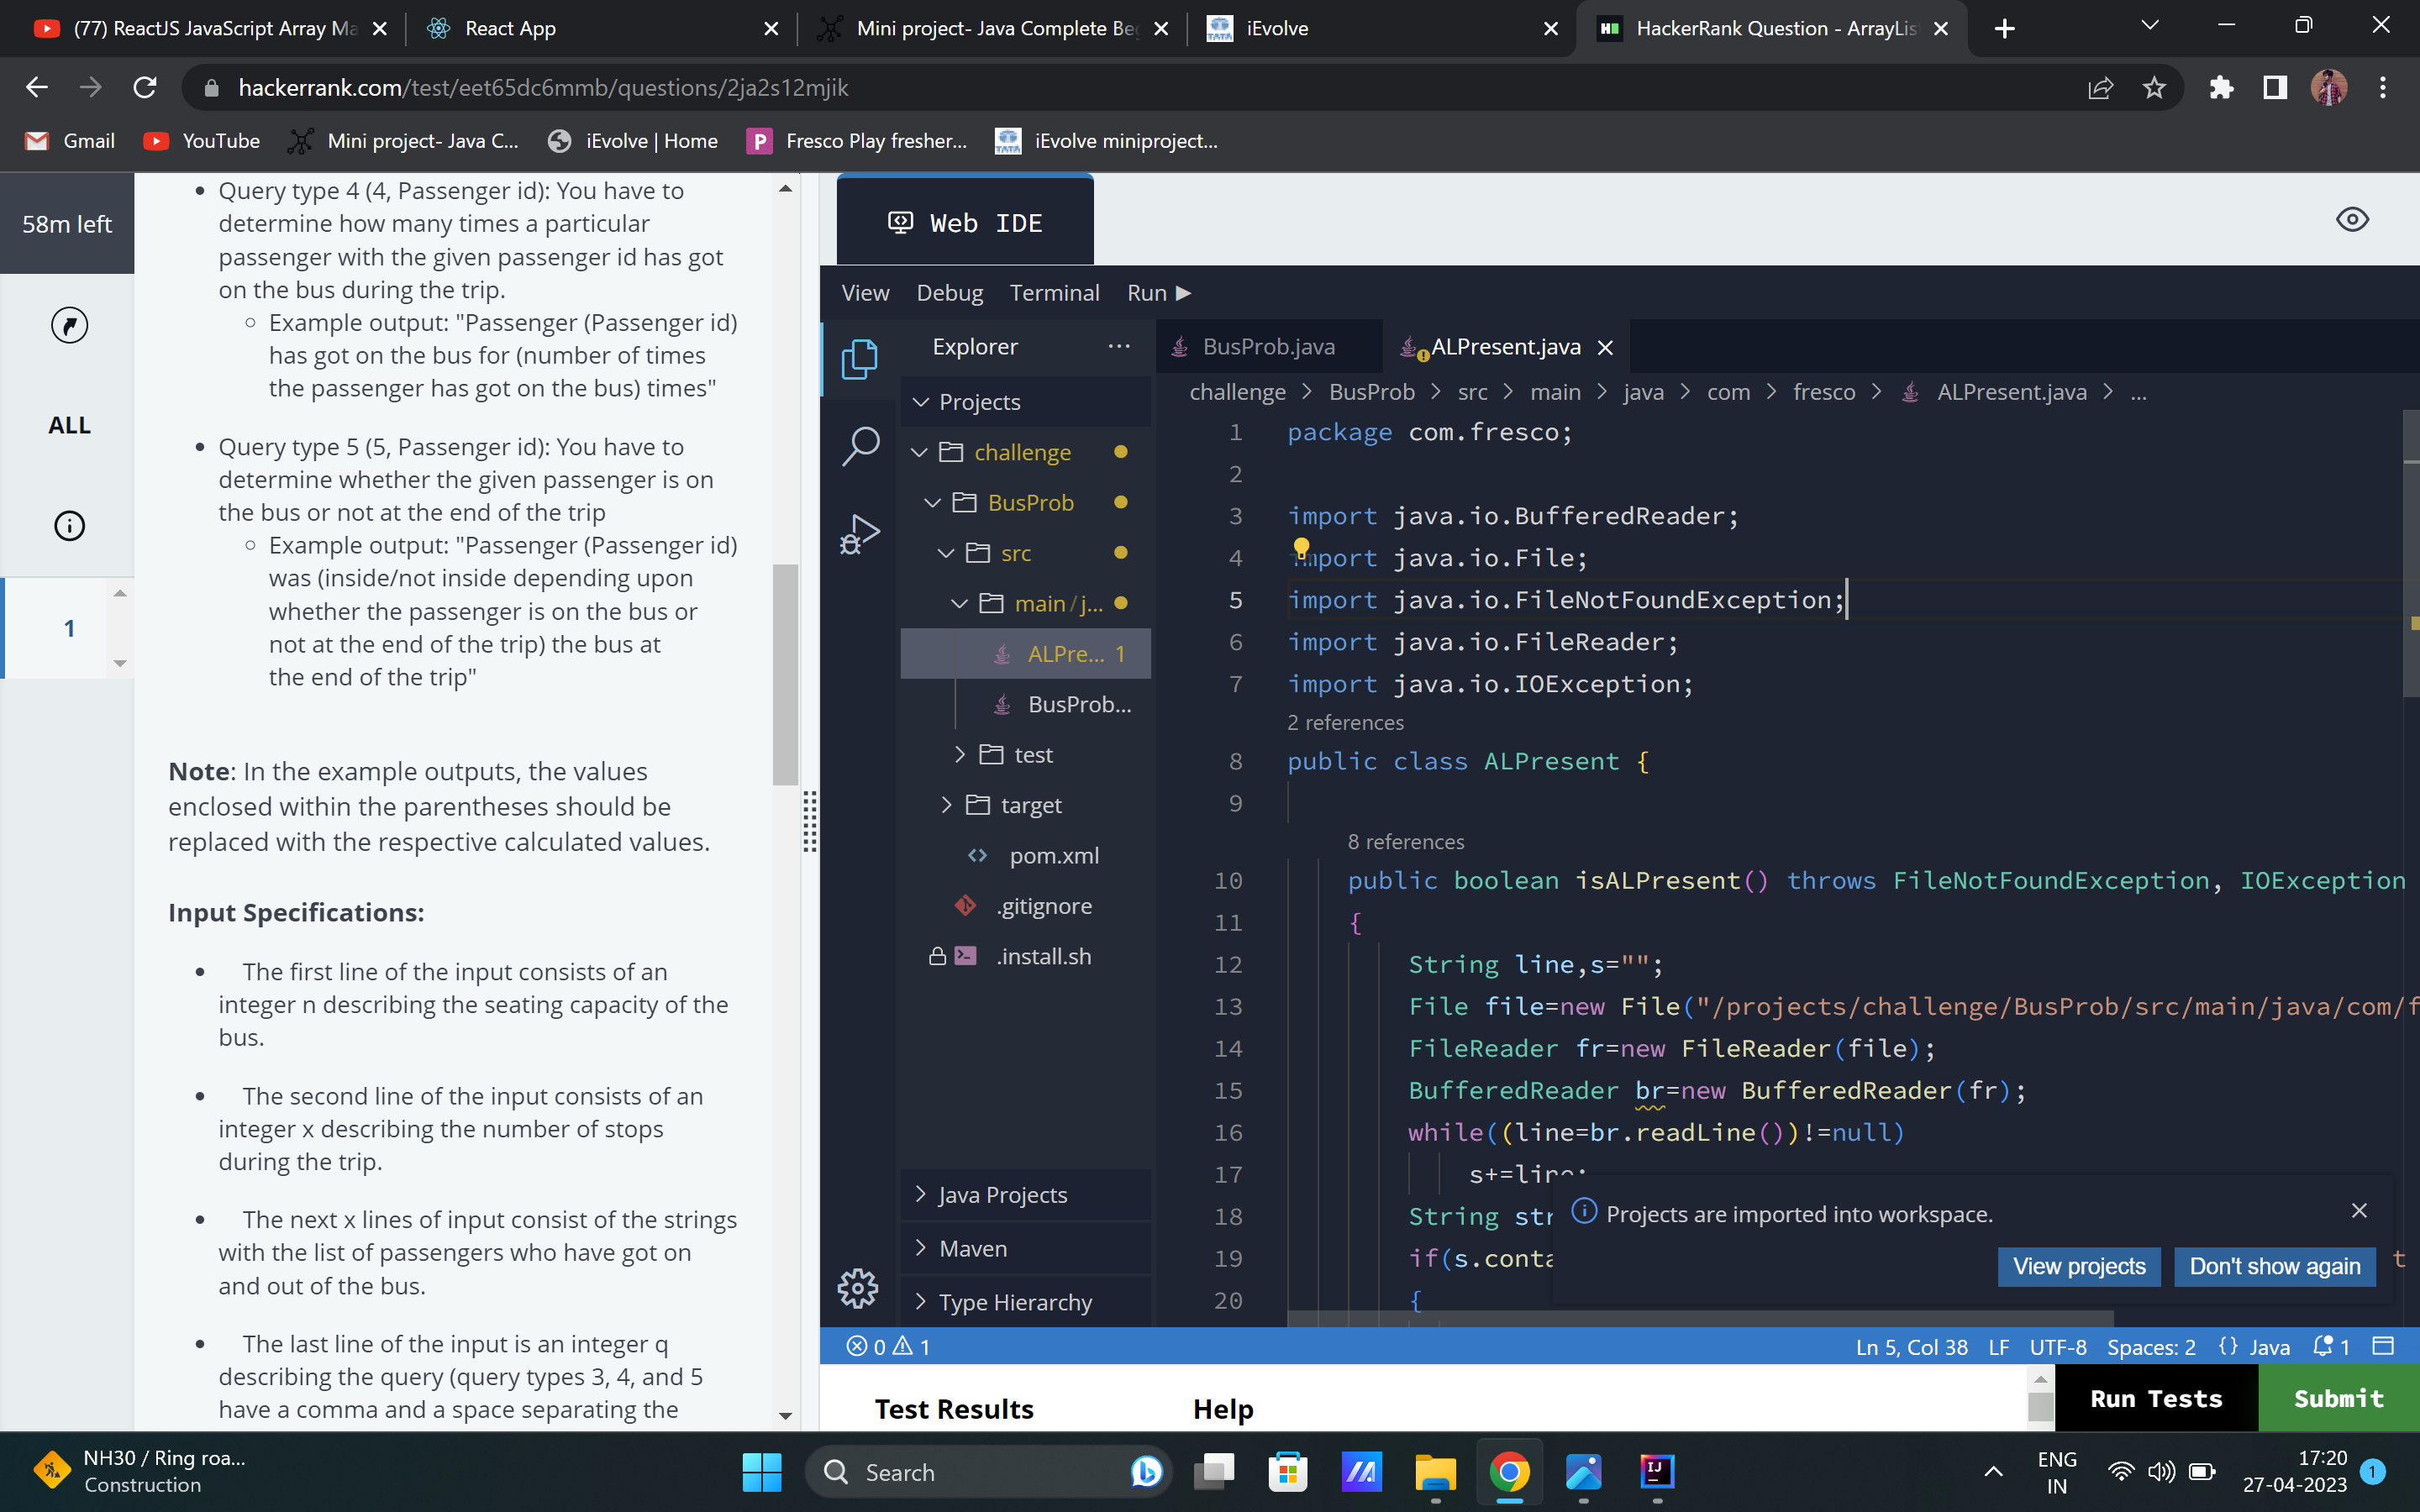 (77) ReactJS JavaScript Array Ma
React App
Mini project- Java Complete Be
iEvolve
HackerRank Question - ArrayLis
hackerrank.com/test/eet65dc6mmb/questions/2ja2s12mjik
Gmail
YouTube
Mini project- Java C...
iEvolve | Home
Fresco Play fresher...
iEvolve miniproject...
58m left
ALL
1
Query type 4 (4, Passenger id): You have to
determine how many times a particular
passenger with the given passenger id has got
on the bus during the trip.
Example output: "Passenger (Passenger id)
has got on the bus for (number of times
the passenger has got on the bus) times"
Query type 5 (5, Passenger id): You have to
determine whether the given passenger is on
the bus or not at the end of the trip
Example output: "Passenger (Passenger id)
was (inside/not inside depending upon
whether the passenger is on the bus or
not at the end of the trip) the bus at
the end of the trip"
Note: In the example outputs, the values
enclosed within the parentheses should be
replaced with the respective calculated values.
Input Specifications:
The first line of the input consists of an
integer n describing the seating capacity of the
bus.
The second line of the input consists of an
integer x describing the number of stops
during the trip.
The next x lines of input consist of the strings
with the list of passengers who have got on
and out of the bus.
The last line of the input is an integer q
describing the query (query types 3, 4, and 5
have a comma and a space separating the
Web IDE
View Debug Terminal Run
Explorer ...
Projects
challenge
BusProb
src
main/j...
ALPre... 1
BusProb...
test
target
pom.xml
.gitignore
.install.sh
Java Projects
Maven
Type Hierarchy
BusProb.java
ALPresent.java
challenge > BusProb > src > main > java > com > fresco > ALPresent.java > ...
1 package com.fresco;
2
3 import java.io.BufferedReader;
4 import java.io.File;
5 import java.io.FileNotFoundException;
6 import java.io.FileReader;
7 import java.io.IOException;
2 references
8 public class ALPresent {
9
8 references
10 public boolean isALPresent() throws FileNotFoundException, IOException
11 {
12 String line,s="";
13 File file=new File("/projects/challenge/BusProb/src/main/java/com/f
14 FileReader fr=new FileReader(file);
15 BufferedReader br=new BufferedReader(fr);
16 while((line=br.readLine())!=null)
17 s+=line;
18 String str
19 if(s.conta t
20 {
Projects are imported into workspace.
View projects
Don't show again
0 1
Ln 5, Col 38 LF UTF-8 Spaces: 2 {} Java 1
Test Results
Help
Run Tests
Submit
NH30 / Ring roa...
Construction
Search
ENG
IN
17:20
27-04-2023
1